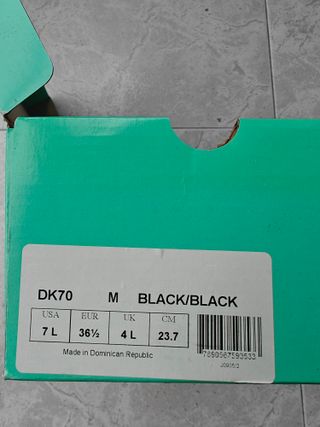 DK70 M BLACK/BLACK
USA EUR UK CM
7 L 36½ 4 L 23.7
Made in Dominican Republic